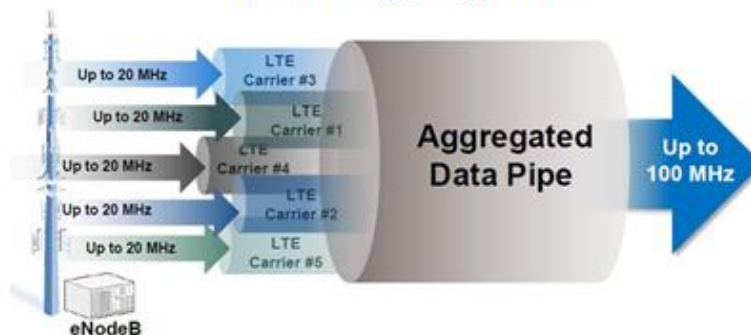 Up to 20 MHz
LTE
Carrier #3
Up to 20 MHz
LTE
Carrier #1
Up to 20 MHz
LTE
Carrier #4
Up to 20 MHz
LTE
Carrier #2
Up to 20 MHz
LTE
Carrier #5
Aggregated
Data Pipe
Up to
100 MHz
eNodeB